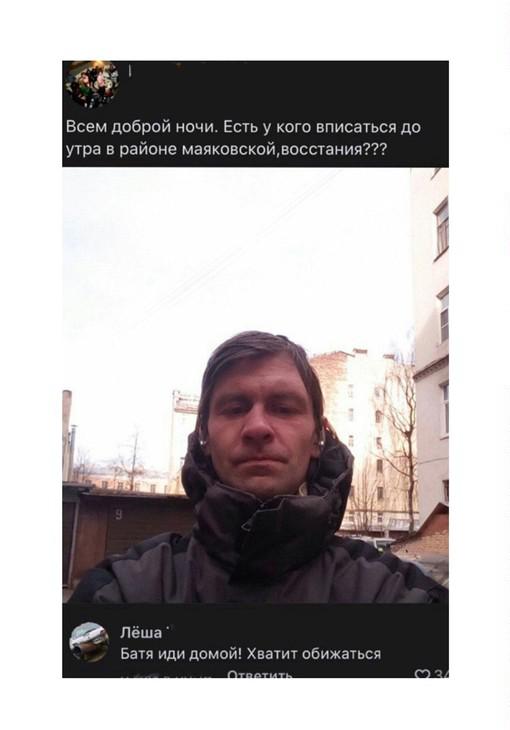 Всем доброй ночи. Есть у кого вписаться до
утра в районе маяковской,восстания???
9
Лёша
Батя иди домой! Хватит обижаться
Ответить